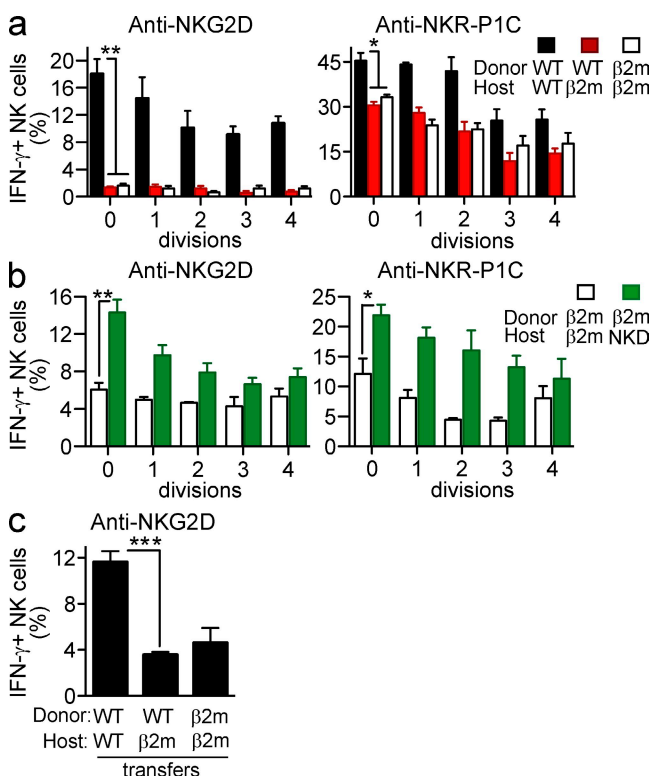 a
Anti-NKG2D
Anti-NKR-P1C
IFN-γ+ NK cells
(%)
20
16
12
8
4
0
**
0 1 2 3 4
divisions
45
30
15
0
*
0 1 2 3 4
divisions
Donor WT WT β2m
Host WT β2m β2m
b
Anti-NKG2D
Anti-NKR-P1C
IFN-γ+ NK cells
(%)
16
12
8
4
0
**
0 1 2 3 4
divisions
25
20
15
10
5
0
*
0 1 2 3 4
divisions
Donor β2m β2m
Host β2m NKD
c
Anti-NKG2D
IFN-γ+ NK cells
(%)
12
8
4
0
***
Donor: WT WT β2m
Host: WT β2m β2m
transfers